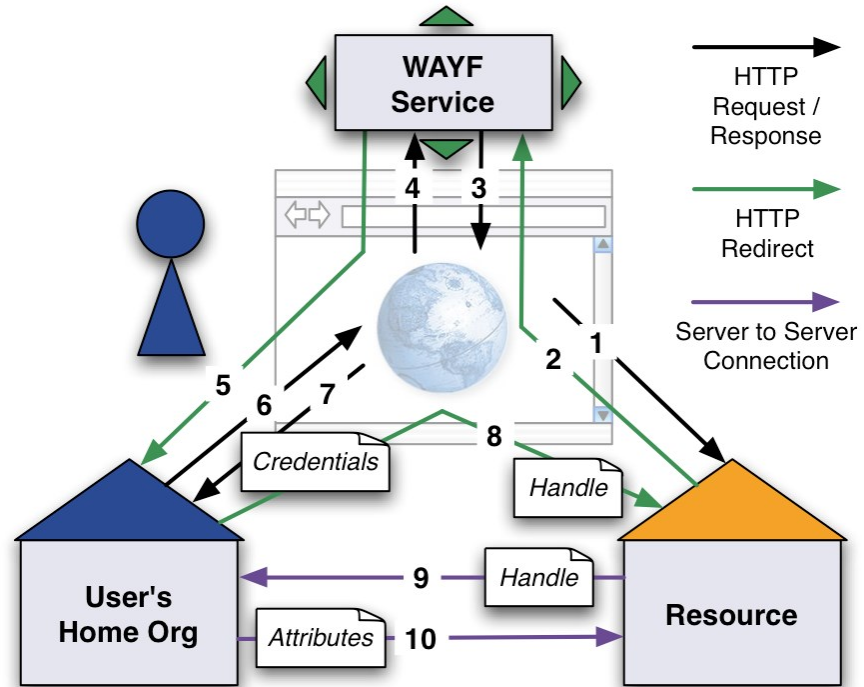 WAYF
Service
HTTP
Request /
Response
4
3
HTTP
Redirect
Server to Server
Connection
1
2
5
6
7
8
Credentials
Handle
9
Handle
User's
Home Org
Resource
Attributes
10